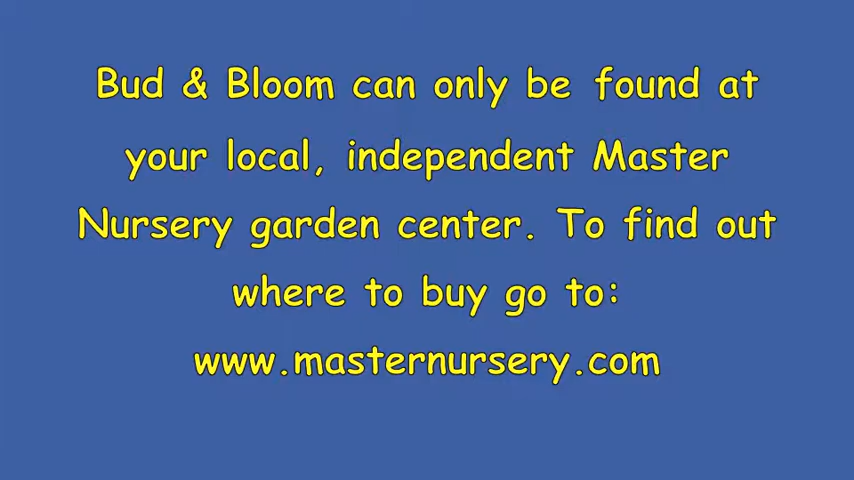 Bud & Bloom can only be found at
your local, independent Master
Nursery garden center. To find out
where to buy go to:
www.masternursery.com